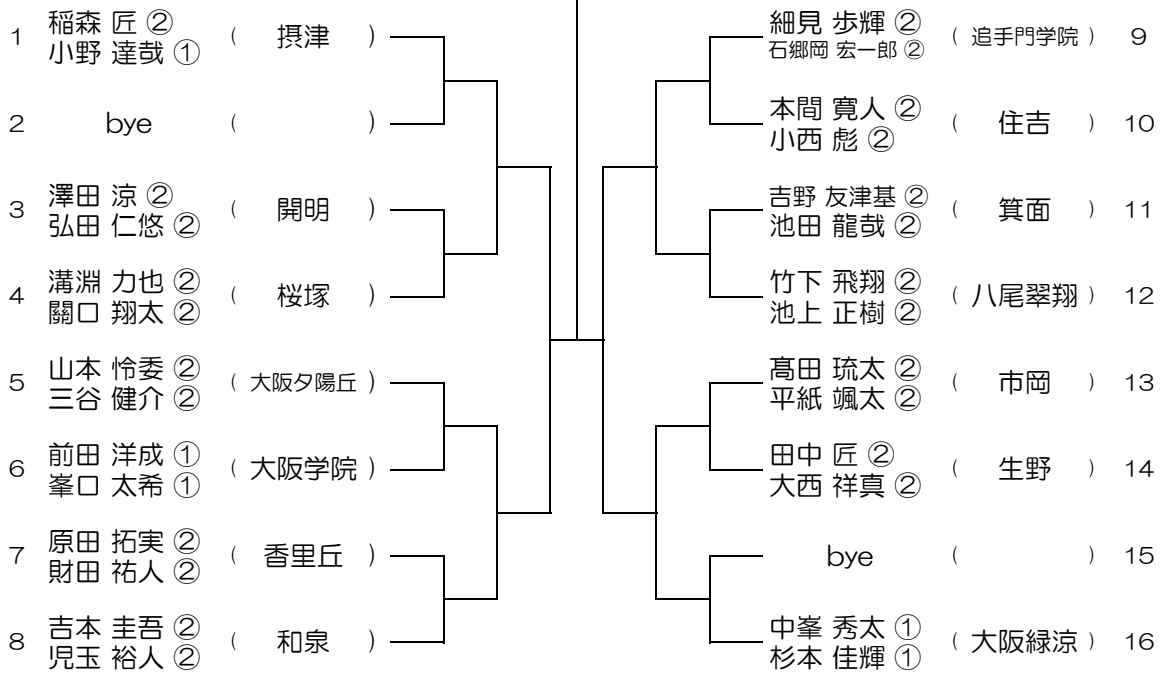 1 稲森 匠 ② ( 摂津 )
小野 達哉 ①
2 bye ( )
3 澤田 涼 ② ( 開明 )
弘田 仁悠 ②
4 溝淵 力也 ② ( 桜塚 )
關口 翔太 ②
5 山本 怜委 ② ( 大阪夕陽丘 )
三谷 健介 ②
6 前田 洋成 ① ( 大阪学院 )
峯口 太希 ①
7 原田 拓実 ② ( 香里丘 )
財田 祐人 ②
8 吉本 圭吾 ② ( 和泉 )
児玉 裕人 ②
細見 歩輝 ② ( 追手門学院 ) 9
石郷岡 宏一郎 ②
本間 寛人 ② ( 住吉 ) 10
小西 彪 ②
吉野 友津基 ② ( 箕面 ) 11
池田 龍哉 ②
竹下 飛翔 ② ( 八尾翠翔 ) 12
池上 正樹 ②
髙田 琉太 ② ( 市岡 ) 13
平紙 颯太 ②
田中 匠 ② ( 生野 ) 14
大西 祥真 ②
bye ( ) 15
中峯 秀太 ① ( 大阪緑涼 ) 16
杉本 佳輝 ①